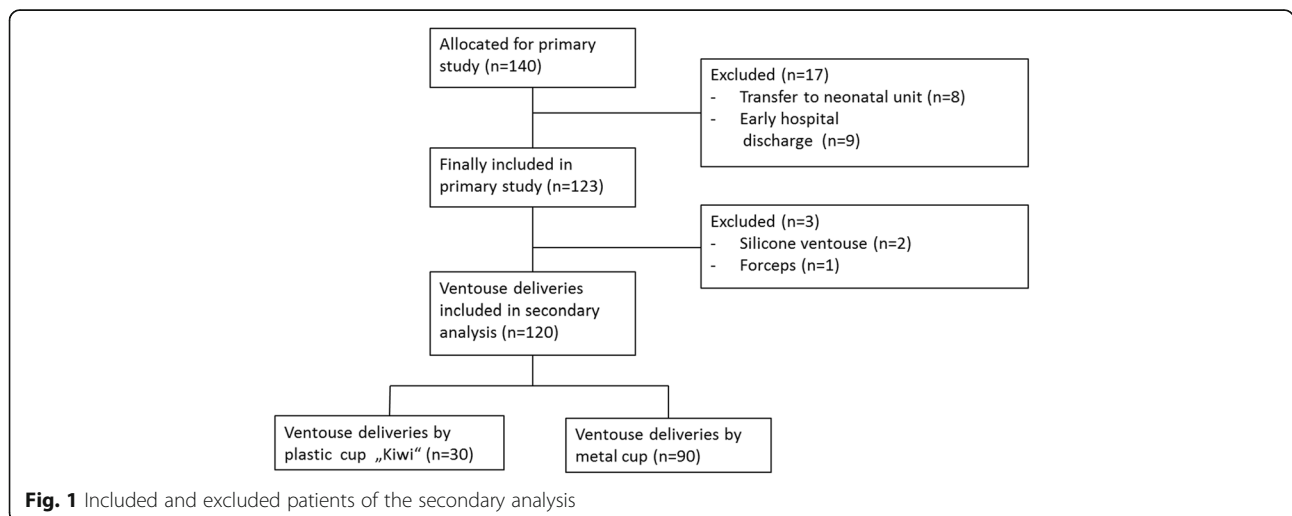 Allocated for primary
study (n=140)
Excluded (n=17)
- Transfer to neonatal unit (n=8)
- Early hospital
discharge (n=9)
Finally included in
primary study (n=123)
Excluded (n=3)
- Silicone ventouse (n=2)
- Forceps (n=1)
Ventouse deliveries
included in secondary
analysis (n=120)
Ventouse deliveries by
plastic cup „Kiwi“ (n=30)
Ventouse deliveries by
metal cup (n=90)
Fig. 1 Included and excluded patients of the secondary analysis